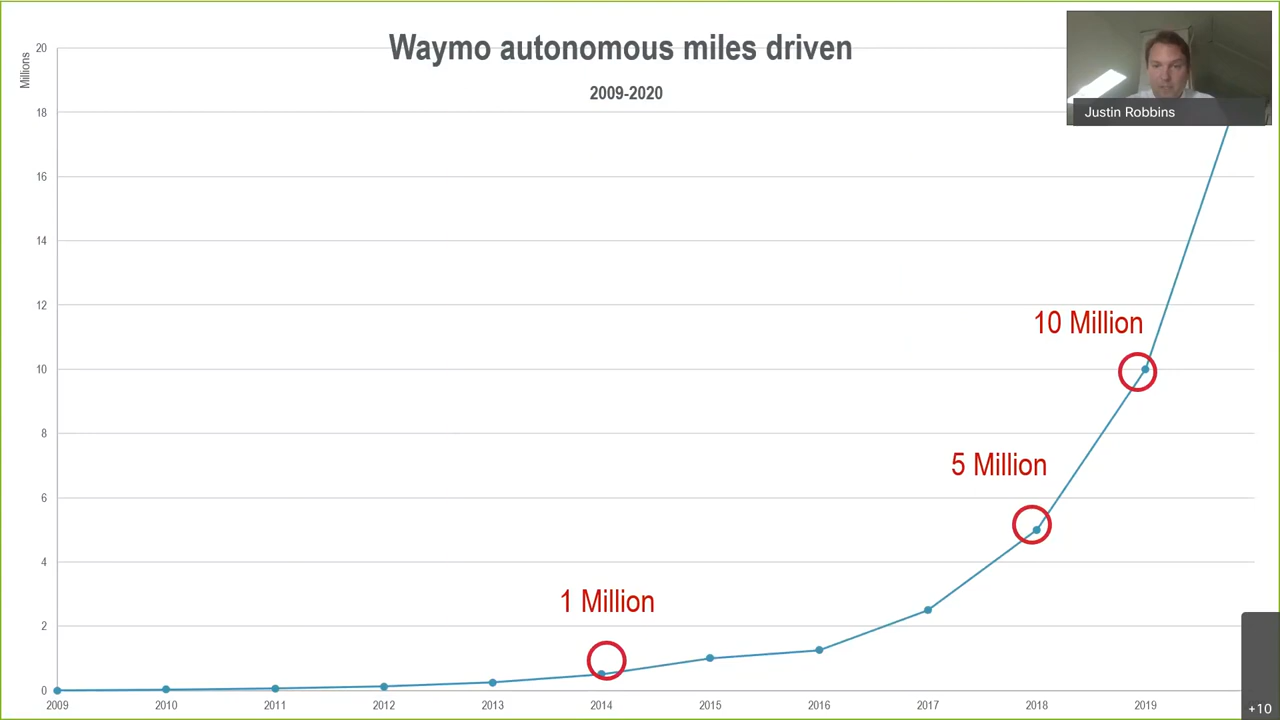 Waymo autonomous miles driven
2009-2020
Justin Robbins
Millions
20
18
16
14
12
10
8
6
4
2
0
10 Million
5 Million
1 Million
2009 2010 2011 2012 2013 2014 2015 2016 2017 2018 2019
+10